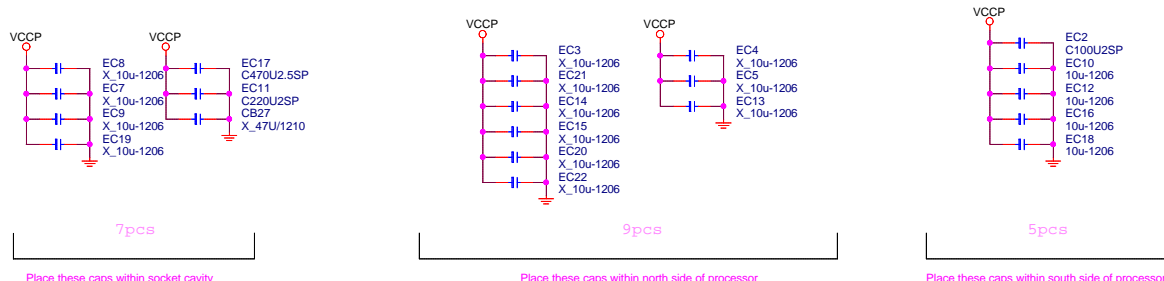 VCCP
EC8
X_10u-1206
EC7
X_10u-1206
EC9
X_10u-1206
EC19
X_10u-1206
VCCP
EC17
C470U2.5SP
EC11
C220U2SP
CB27
X_47U/1210
7pcs
Place these caps within socket cavity
VCCP
EC3
X_10u-1206
EC21
X_10u-1206
EC14
X_10u-1206
EC15
X_10u-1206
EC20
X_10u-1206
EC22
X_10u-1206
VCCP
EC4
X_10u-1206
EC5
X_10u-1206
EC13
X_10u-1206
9pcs
Place these caps within north side of processor
VCCP
EC2
C100U2SP
EC10
10u-1206
EC12
10u-1206
EC16
10u-1206
EC18
10u-1206
5pcs
Place these caps within south side of processor